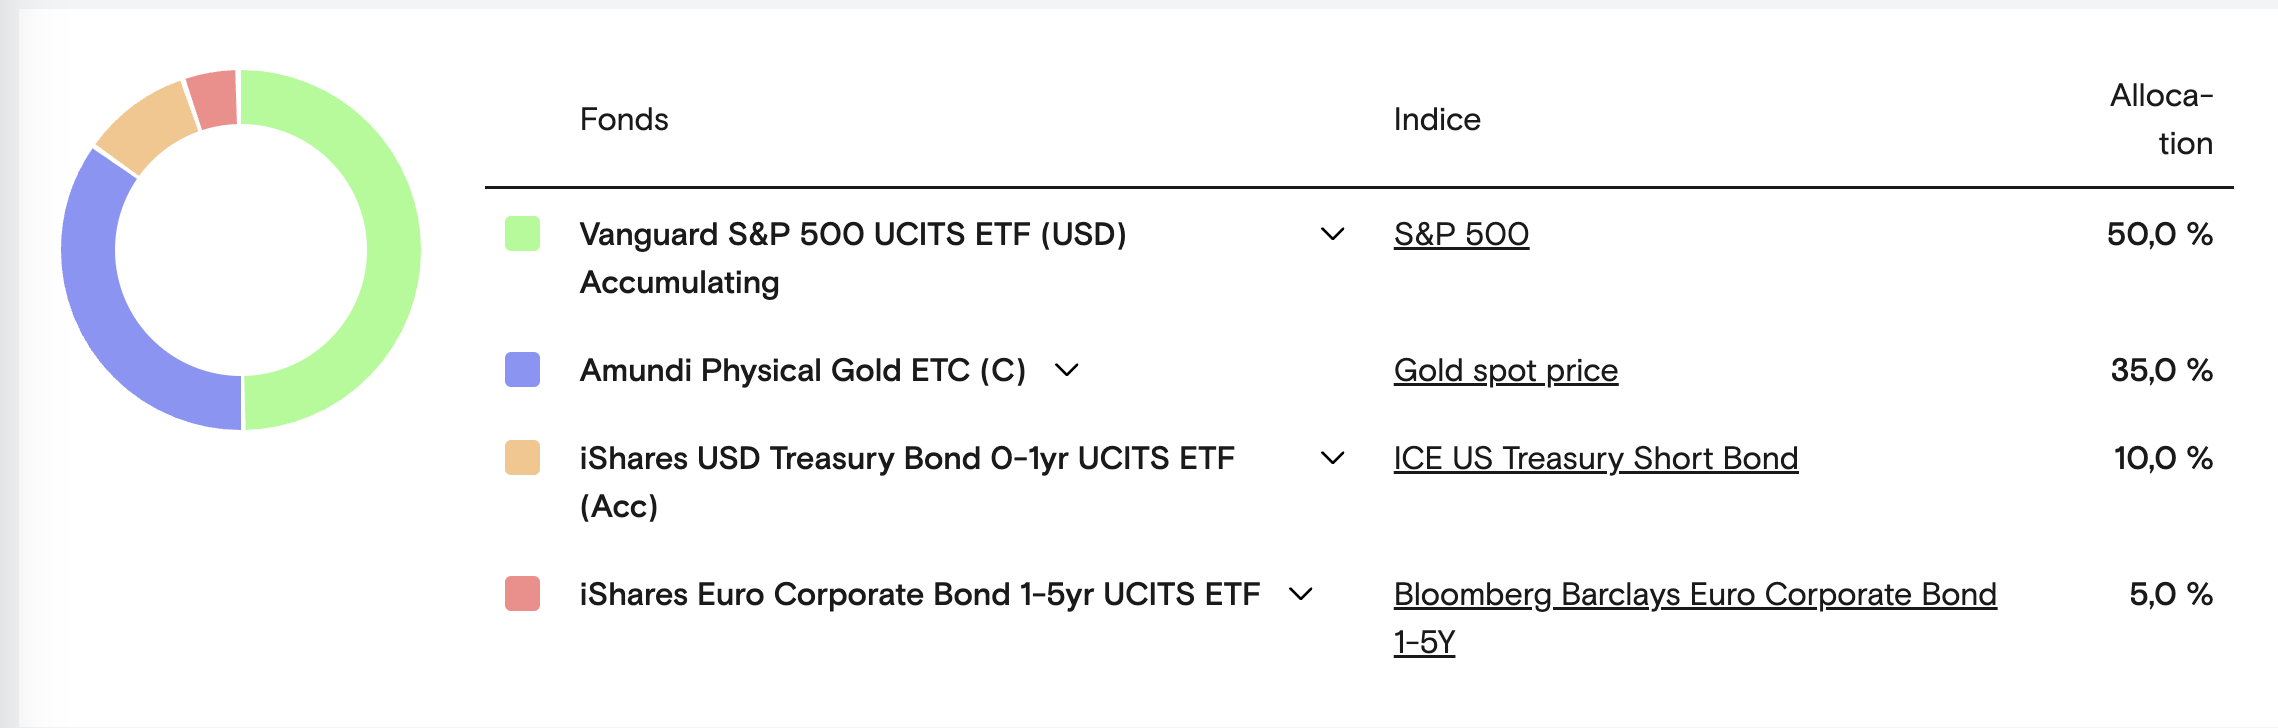 Fonds
Indice
Alloca-
tion
Vanguard S&P 500 UCITS ETF (USD)
Accumulating
S&P 500
50,0 %
Amundi Physical Gold ETC (C)
Gold spot price
35,0 %
iShares USD Treasury Bond 0-1yr UCITS ETF
(Acc)
ICE US Treasury Short Bond
10,0 %
iShares Euro Corporate Bond 1-5yr UCITS ETF
Bloomberg Barclays Euro Corporate Bond
1-5Y
5,0 %